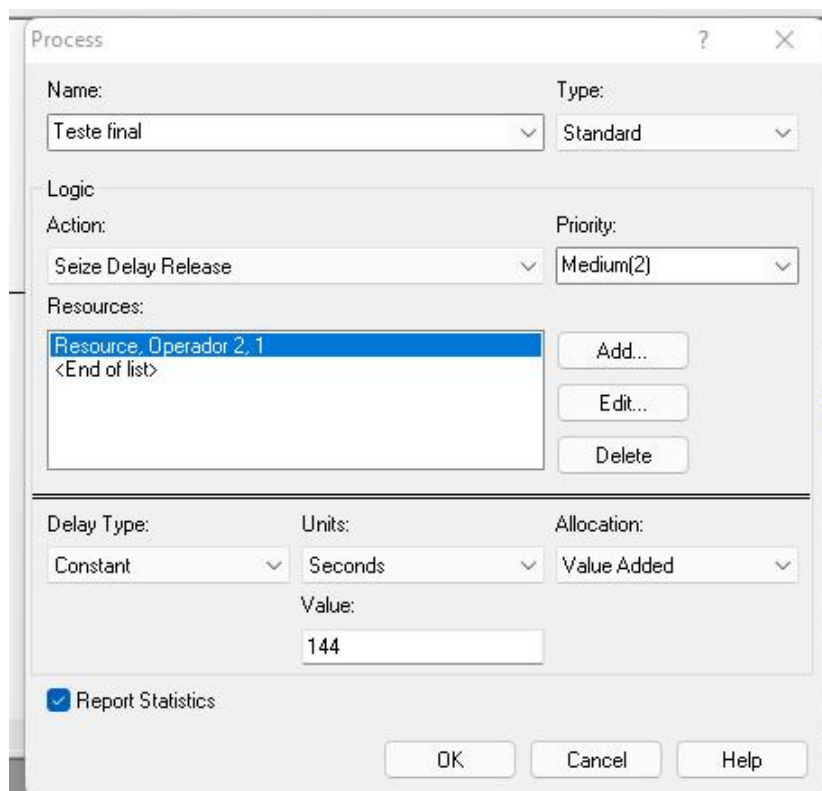 Process ?
Name: Type:
Teste final Standard
Logic
Action: Priority:
Seize Delay Release Medium(2)
Resources:
Resource, Operador 2, 1
<End of list>
Add...
Edit...
Delete
Delay Type: Units: Allocation:
Constant Seconds Value Added
Value:
144
Report Statistics
OK Cancel Help